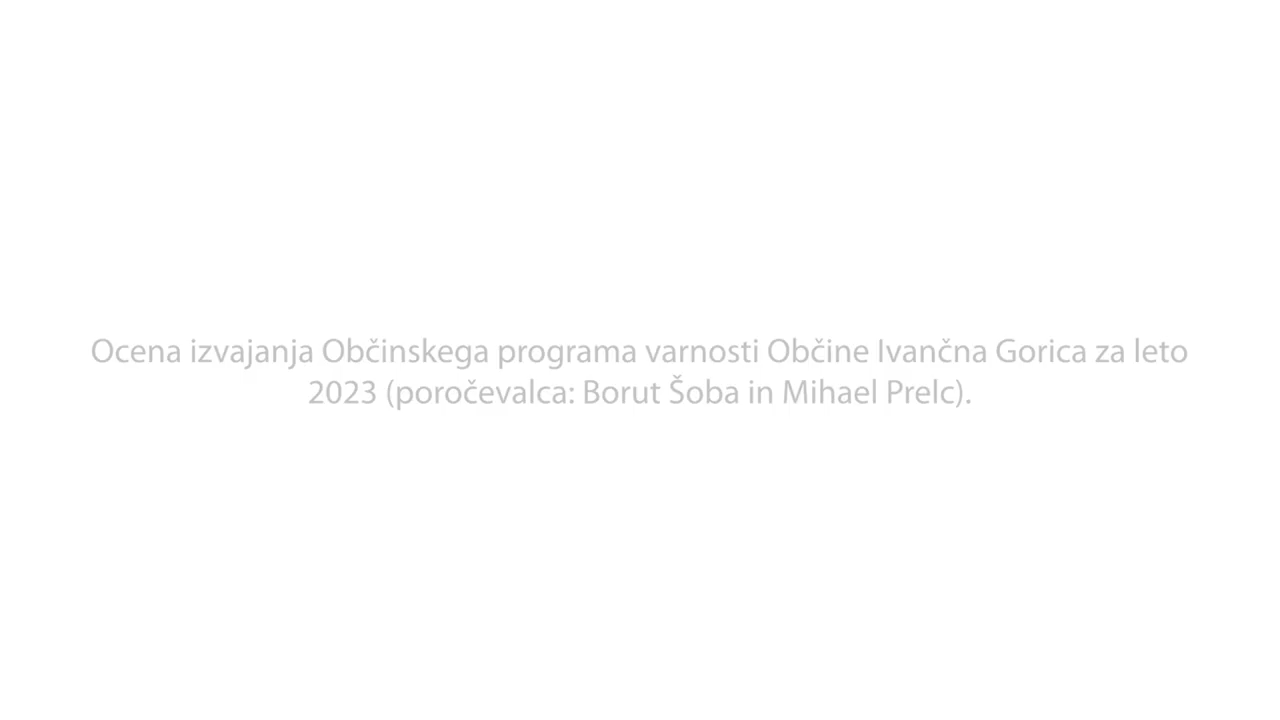 Ocena izvajanja Občinskega programa varnosti Občine Ivančna Gorica za leto
2023 (poročevalca: Borut Šoba in Mihael Prelc).